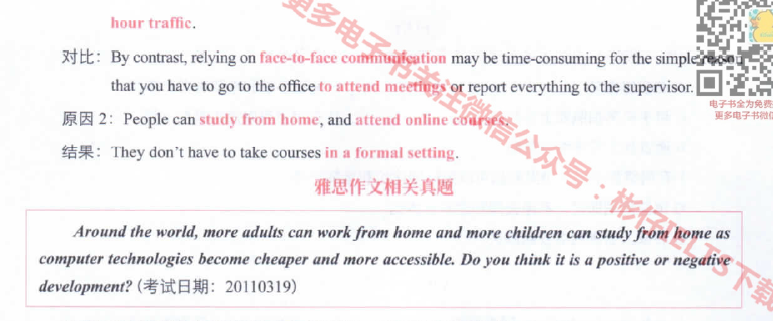 hour traffic.
对比：By contrast, relying on face-to-face communication may be time-consuming for the simple reason
that you have to go to the office to attend meetings or report everything to the supervisor.
原因 2：People can study from home, and attend online courses.
结果：They don't have to take courses in a formal setting.
雅思作文相关真题
Around the world, more adults can work from home and more children can study from home as
computer technologies become cheaper and more accessible. Do you think it is a positive or negative
development? (考试日期：20110319)
更多电子书关注微信公众号：彬仔IELTS下载
电子书全为免费
更多电子书微信